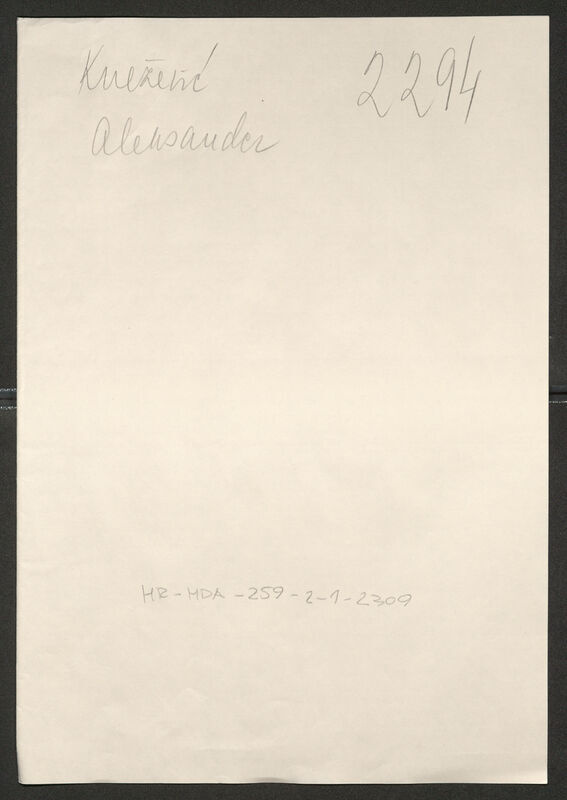 Knežević
2294
Aleksander
HR-HDA-259-2-1-2309